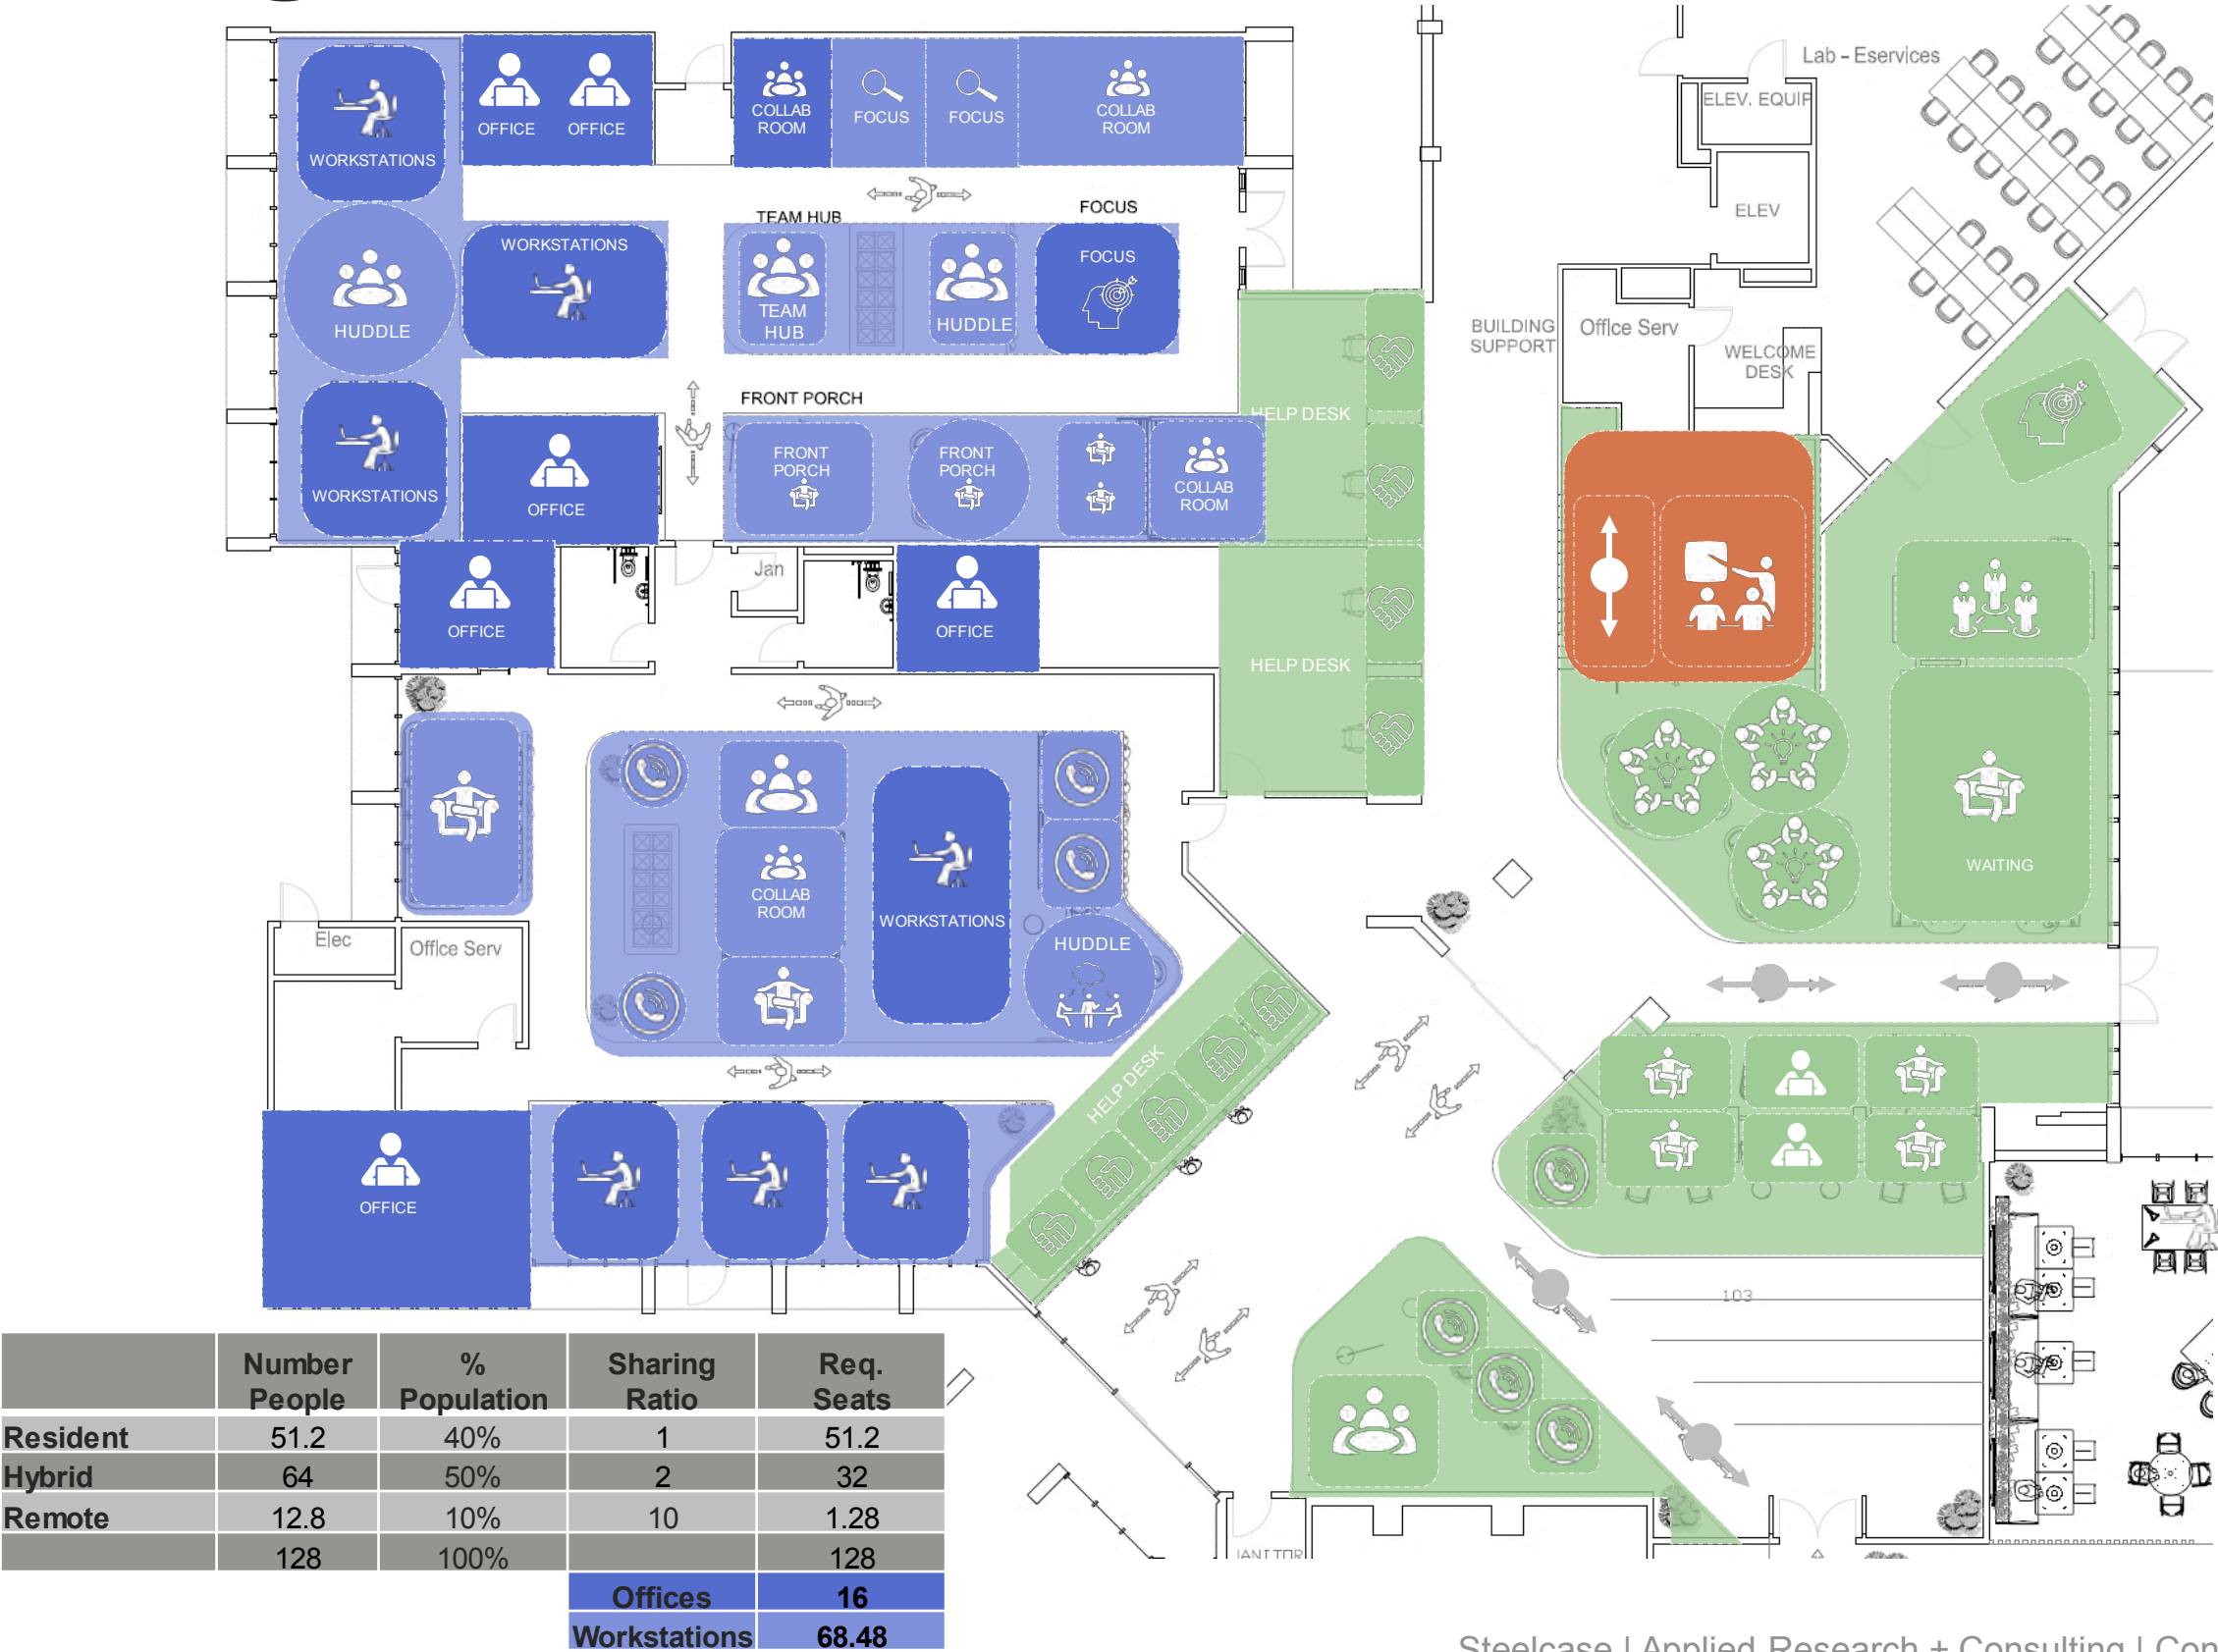 Lab - Eservices
ELEV. EQUIP
ELEV
BUILDING
SUPPORT
Office Serv
WELCOME
DESK
WORKSTATIONS
OFFICE
OFFICE
COLLAB
ROOM
FOCUS
FOCUS
COLLAB
ROOM
HUDDLE
WORKSTATIONS
TEAM HUB
TEAM
HUB
HUDDLE
FOCUS
FOCUS
WORKSTATIONS
OFFICE
FRONT PORCH
FRONT
PORCH
FRONT
PORCH
COLLAB
ROOM
HELP DESK
OFFICE
Jan
OFFICE
HELP DESK
COLLAB
ROOM
WORKSTATIONS
HUDDLE
WAITING
Elec
Office Serv
HELP DESK
OFFICE
103
JANITOR
Number
People
%
Population
Sharing
Ratio
Req.
Seats
Resident 51.2 40% 1 51.2
Hybrid 64 50% 2 32
Remote 12.8 10% 10 1.28
128 100% 128
Offices 16
Workstations 68.48
Steelcase | Applied Research + Consulting | Con